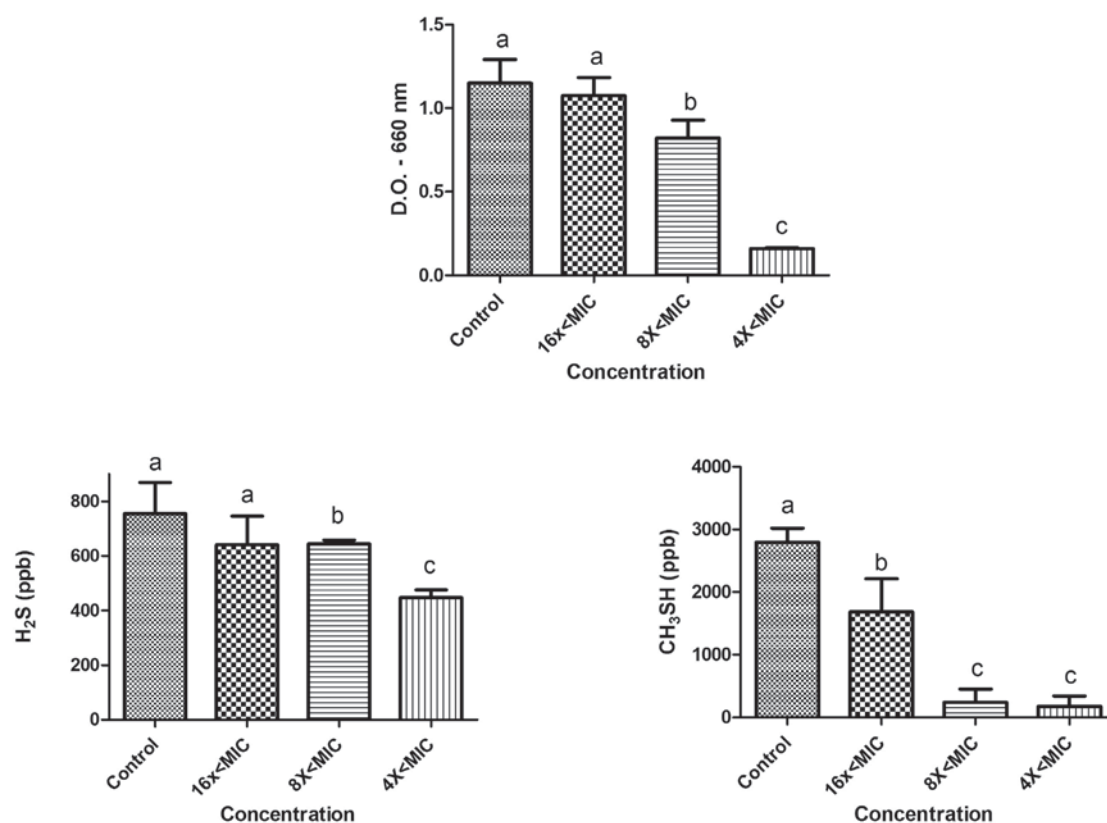 1.5
1.0
0.5
0.0
D.O. - 660 nm
a
a
b
c
Control
16x<MIC
8X<MIC
4X<MIC
Concentration
800
600
400
200
0
H₂S (ppb)
a
a
b
c
Control
16x<MIC
8X<MIC
4X<MIC
Concentration
4000
3000
2000
1000
0
CH₃SH (ppb)
a
b
c
c
Control
16x<MIC
8X<MIC
4X<MIC
Concentration